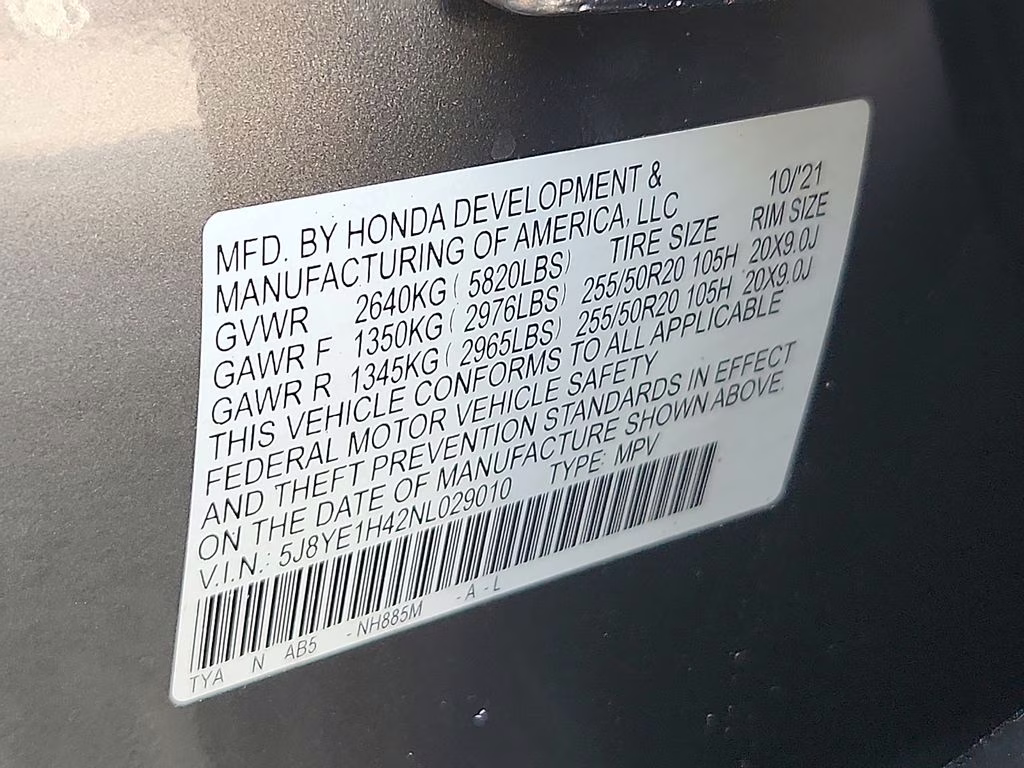 MFD. BY HONDA DEVELOPMENT & 10/'21
MANUFACTURING OF AMERICA, LLC
GVWR 2640KG ( 5820LBS) TIRE SIZE RIM SIZE
GAWR F 1350KG ( 2976LBS) 255/50R20 105H 20X9.0J
GAWR R 1345KG ( 2965LBS) 255/50R20 105H 20X9.0J
THIS VEHICLE CONFORMS TO ALL APPLICABLE
FEDERAL MOTOR VEHICLE SAFETY
AND THEFT PREVENTION STANDARDS IN EFFECT
ON THE DATE OF MANUFACTURE SHOWN ABOVE.
V.I.N.: 5J8YE1H42NL029010 TYPE: MPV
TYA N AB5 - NH885M - A - L